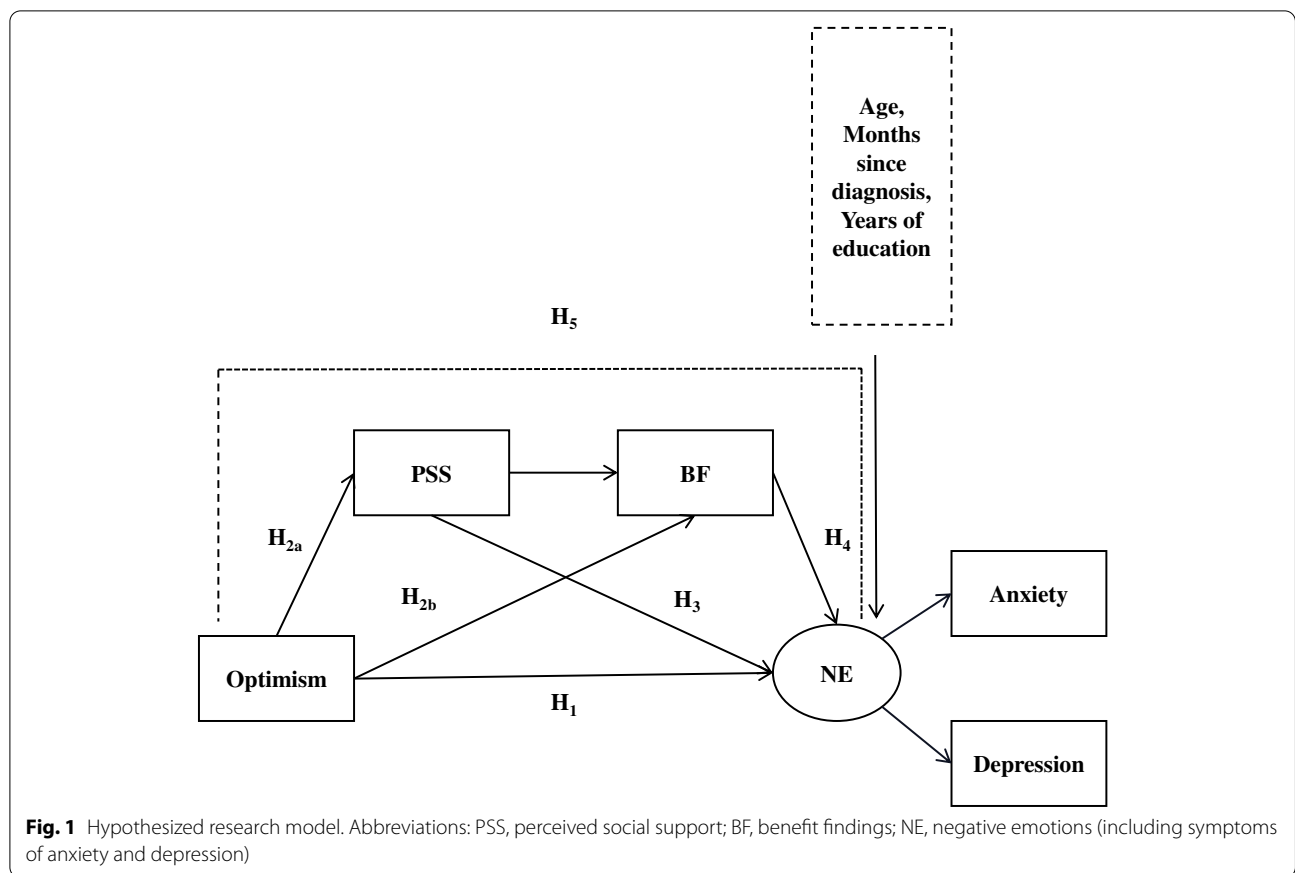 Age,
Months
since
diagnosis,
Years of
education
H5
PSS
BF
H2a
H4
H2b
H3
Anxiety
Optimism
NE
H1
Depression
Fig. 1 Hypothesized research model. Abbreviations: PSS, perceived social support; BF, benefit findings; NE, negative emotions (including symptoms
of anxiety and depression)